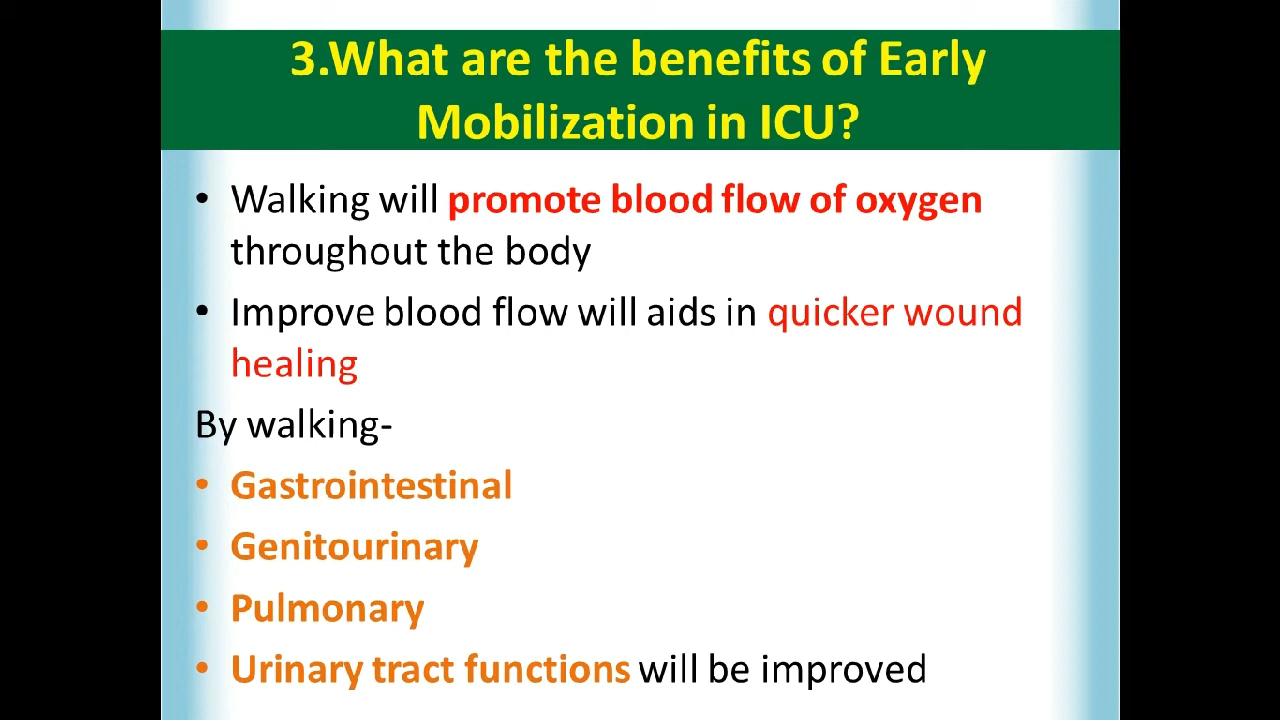 3.What are the benefits of Early
Mobilization in ICU?
• Walking will promote blood flow of oxygen
throughout the body
• Improve blood flow will aids in quicker wound
healing
By walking-
• Gastrointestinal
• Genitourinary
• Pulmonary
• Urinary tract functions will be improved